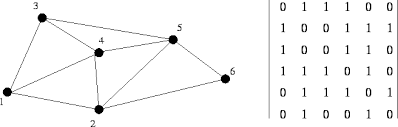 3
5
4
6
1
2
0 1 1 1 0 0
1 0 0 1 1 1
1 0 0 1 1 0
1 1 1 0 1 0
0 1 1 1 0 1
0 1 0 0 1 0